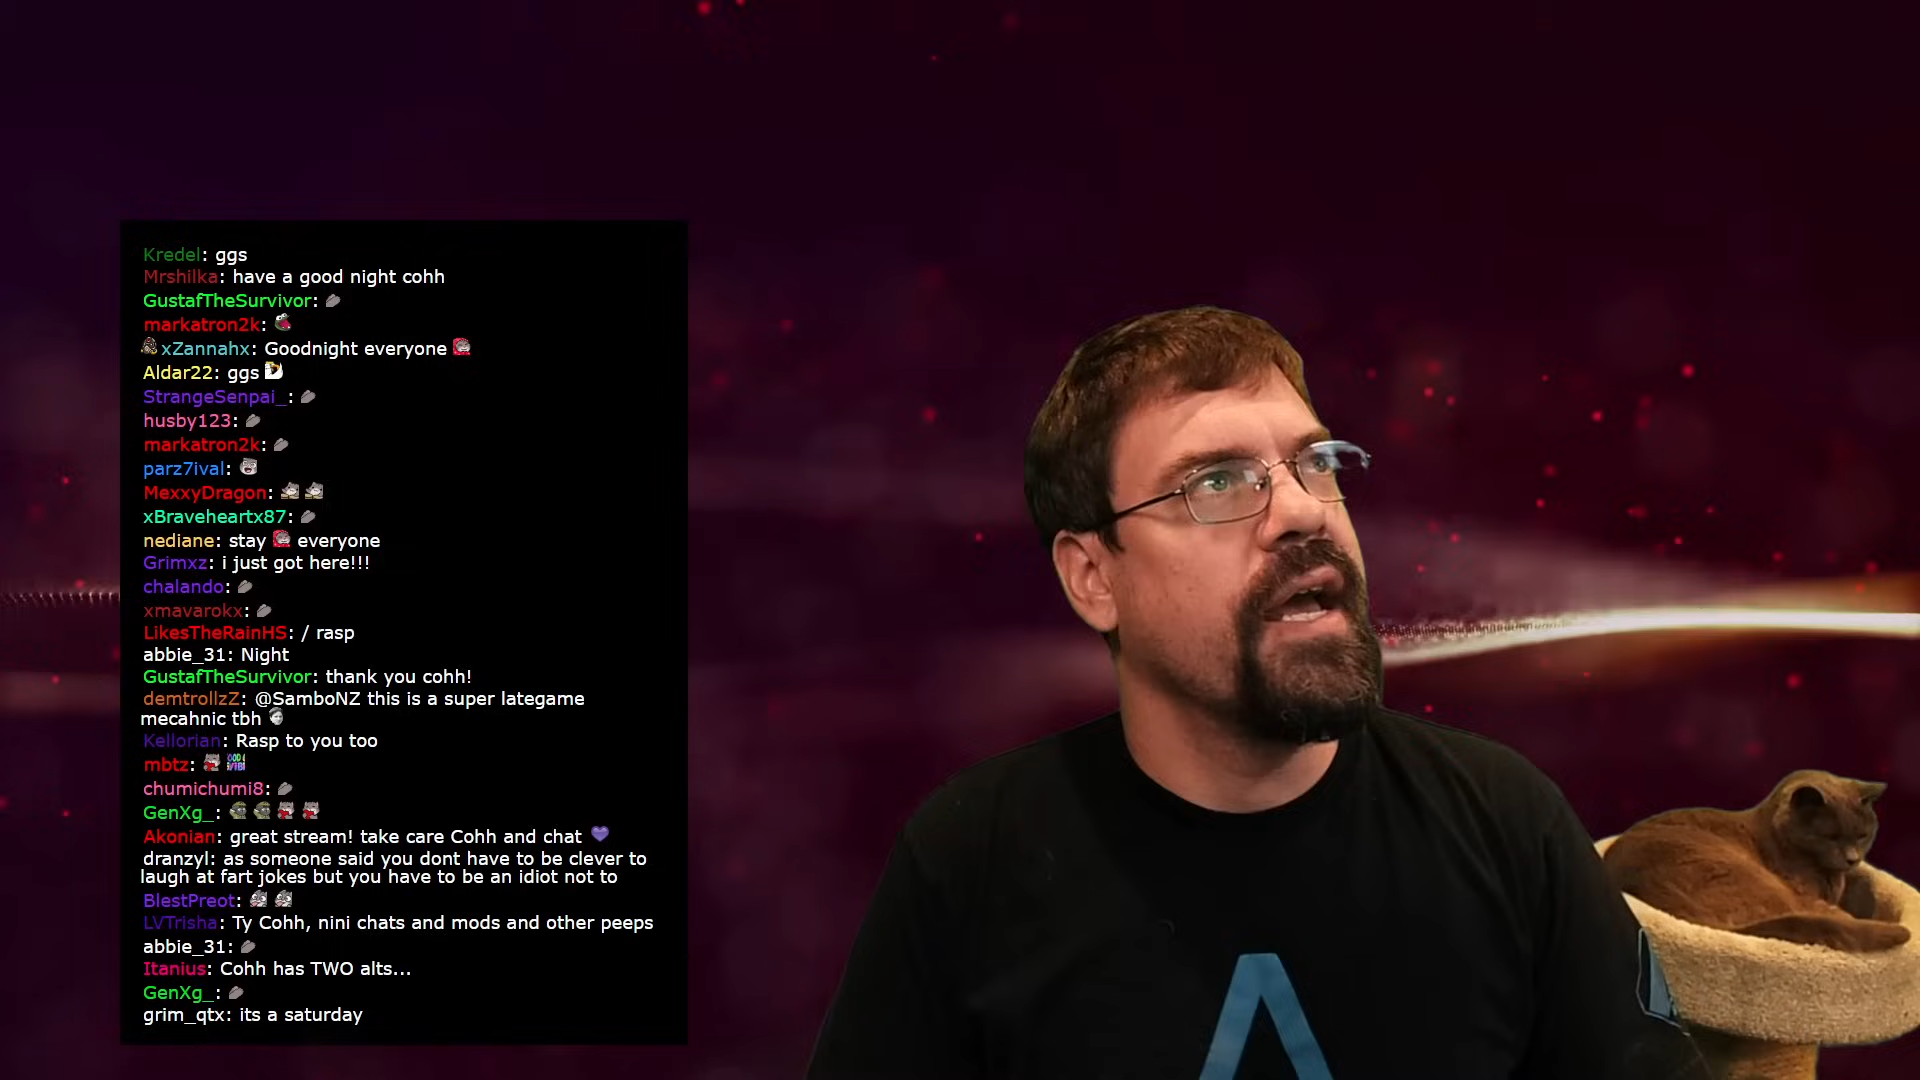 Kredel: ggs
Mrshilka: have a good night cohh
GustafTheSurvivor:
markatron2k:
xZannahx: Goodnight everyone
Aldar22: ggs
StrangeSenpai_:
husby123:
markatron2k:
parz7ival:
MexxyDragon:
xBraveheartx87:
nediane: stay everyone
Grimxz: i just got here!!!
chalando:
xmavarokx:
LikesTheRainHS: / rasp
abbie_31: Night
GustafTheSurvivor: thank you cohh!
demtrollzZ: @SamboNZ this is a super lategame
mecahnic tbh
Kellorian: Rasp to you too
mbtz:
chumichumi8:
GenXg_:
Akonian: great stream! take care Cohh and chat
dranzyl: as someone said you dont have to be clever to
laugh at fart jokes but you have to be an idiot not to
BlestPreot:
LVTrisha: Ty Cohh, nini chats and mods and other peeps
abbie_31:
Itanius: Cohh has TWO alts...
GenXg_:
grim_qtx: its a saturday